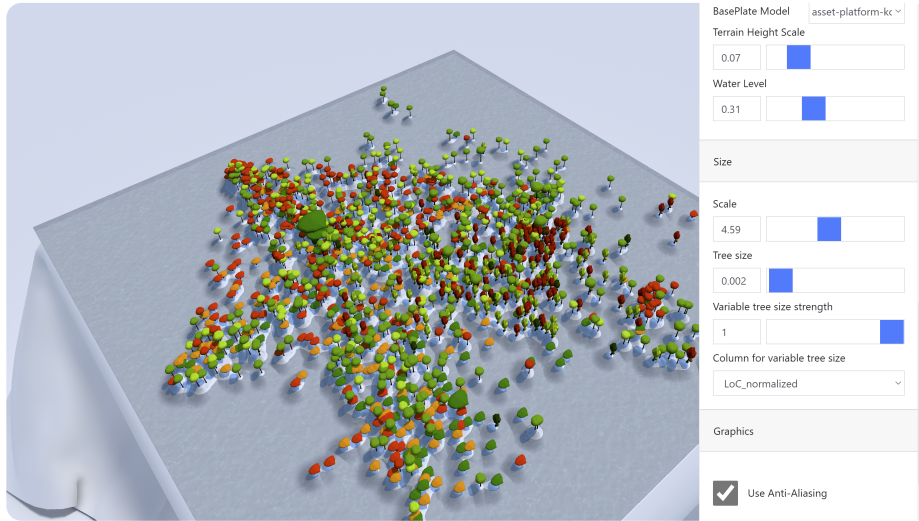 BasePlate Model
asset-platform-kc
Terrain Height Scale
0.07
Water Level
0.31
Size
Scale
4.59
Tree size
0.002
Variable tree size strength
1
Column for variable tree size
LoC_normalized
Graphics
Use Anti-Aliasing